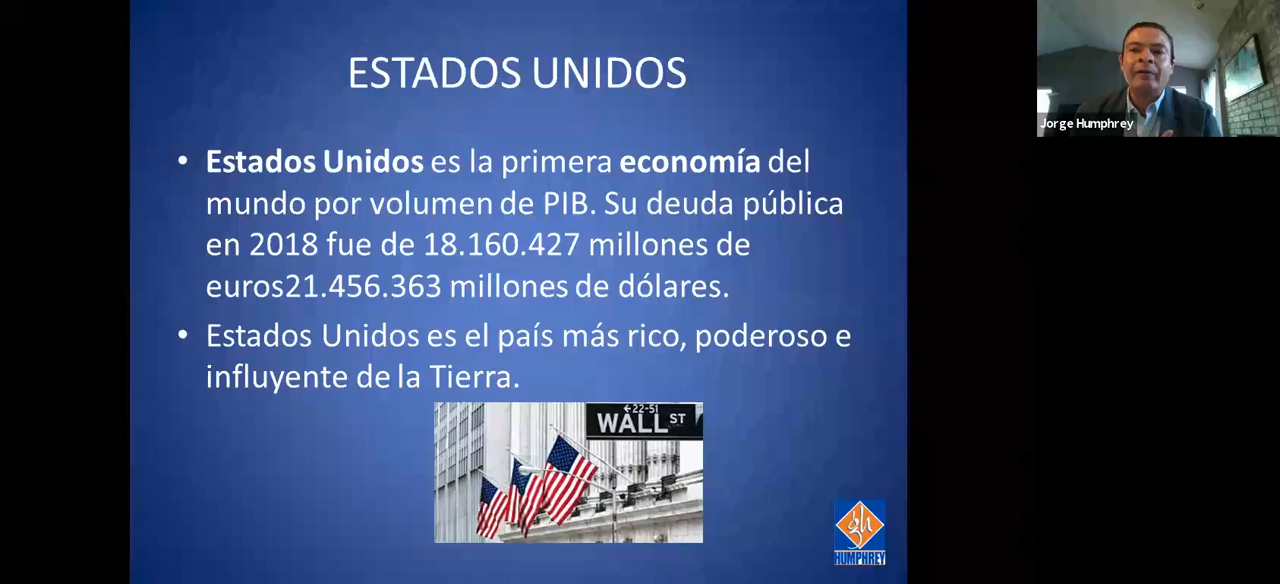 ESTADOS UNIDOS
• Estados Unidos es la primera economía del
mundo por volumen de PIB. Su deuda pública
en 2018 fue de 18.160.427 millones de
euros21.456.363 millones de dólares.
• Estados Unidos es el país más rico, poderoso e
influyente de la Tierra.
←22-51
WALL ST
gh
HUMPHREY
Jorge Humphrey